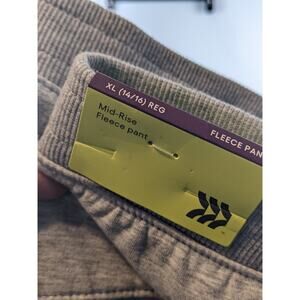 XL (14/16) REG
FLEECE PAN
Mid-Rise
Fleece pant